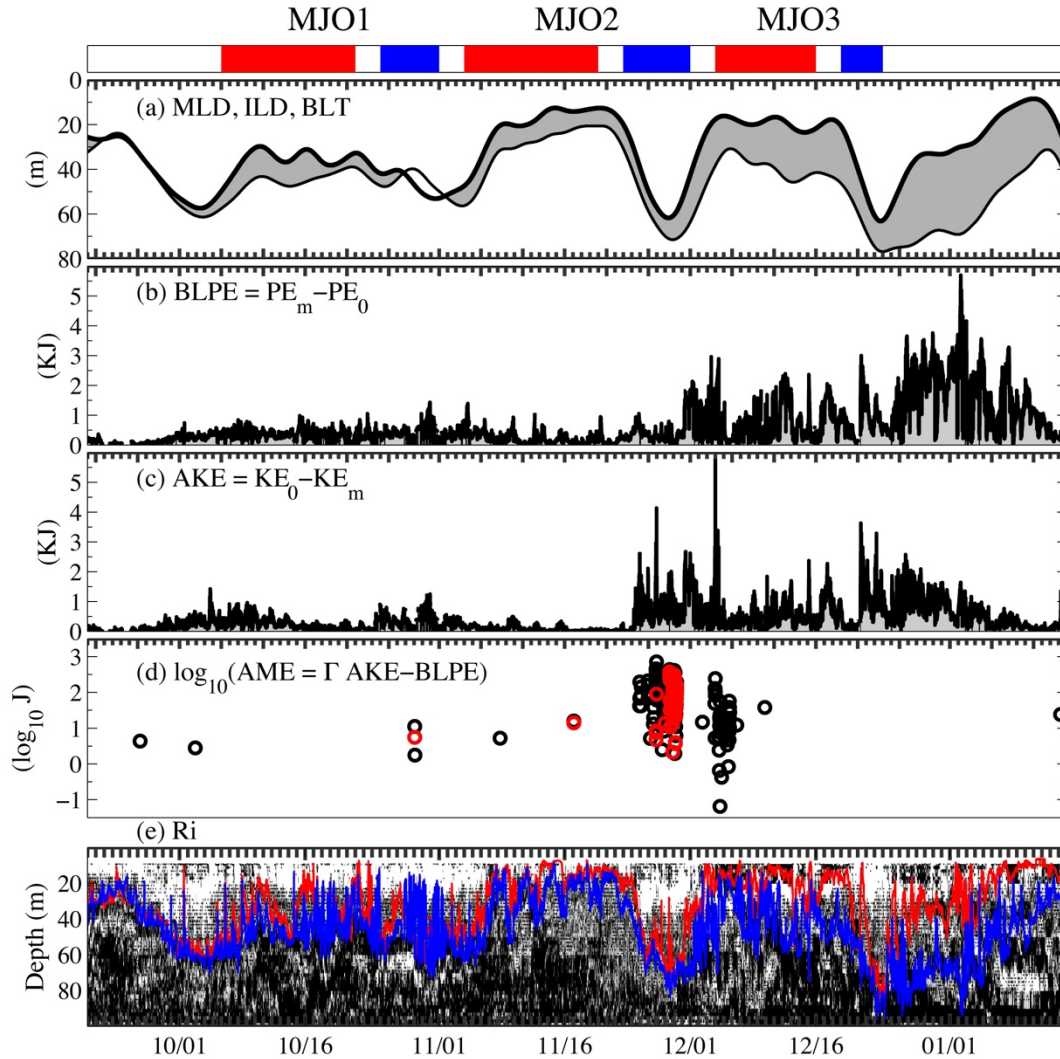 MJO1 MJO2 MJO3
0
(a) MLD, ILD, BLT
20
(m)
40
60
80
(b) BLPE = PEm−PE0
5
4
(KJ)
3
2
1
0
(c) AKE = KE0−KEm
5
4
(KJ)
3
2
1
0
(d) log10(AME = Γ AKE−BLPE)
3
2
(log10 J)
1
0
−1
(e) Ri
20
Depth (m)
40
60
80
10/01 10/16 11/01 11/16 12/01 12/16 01/01